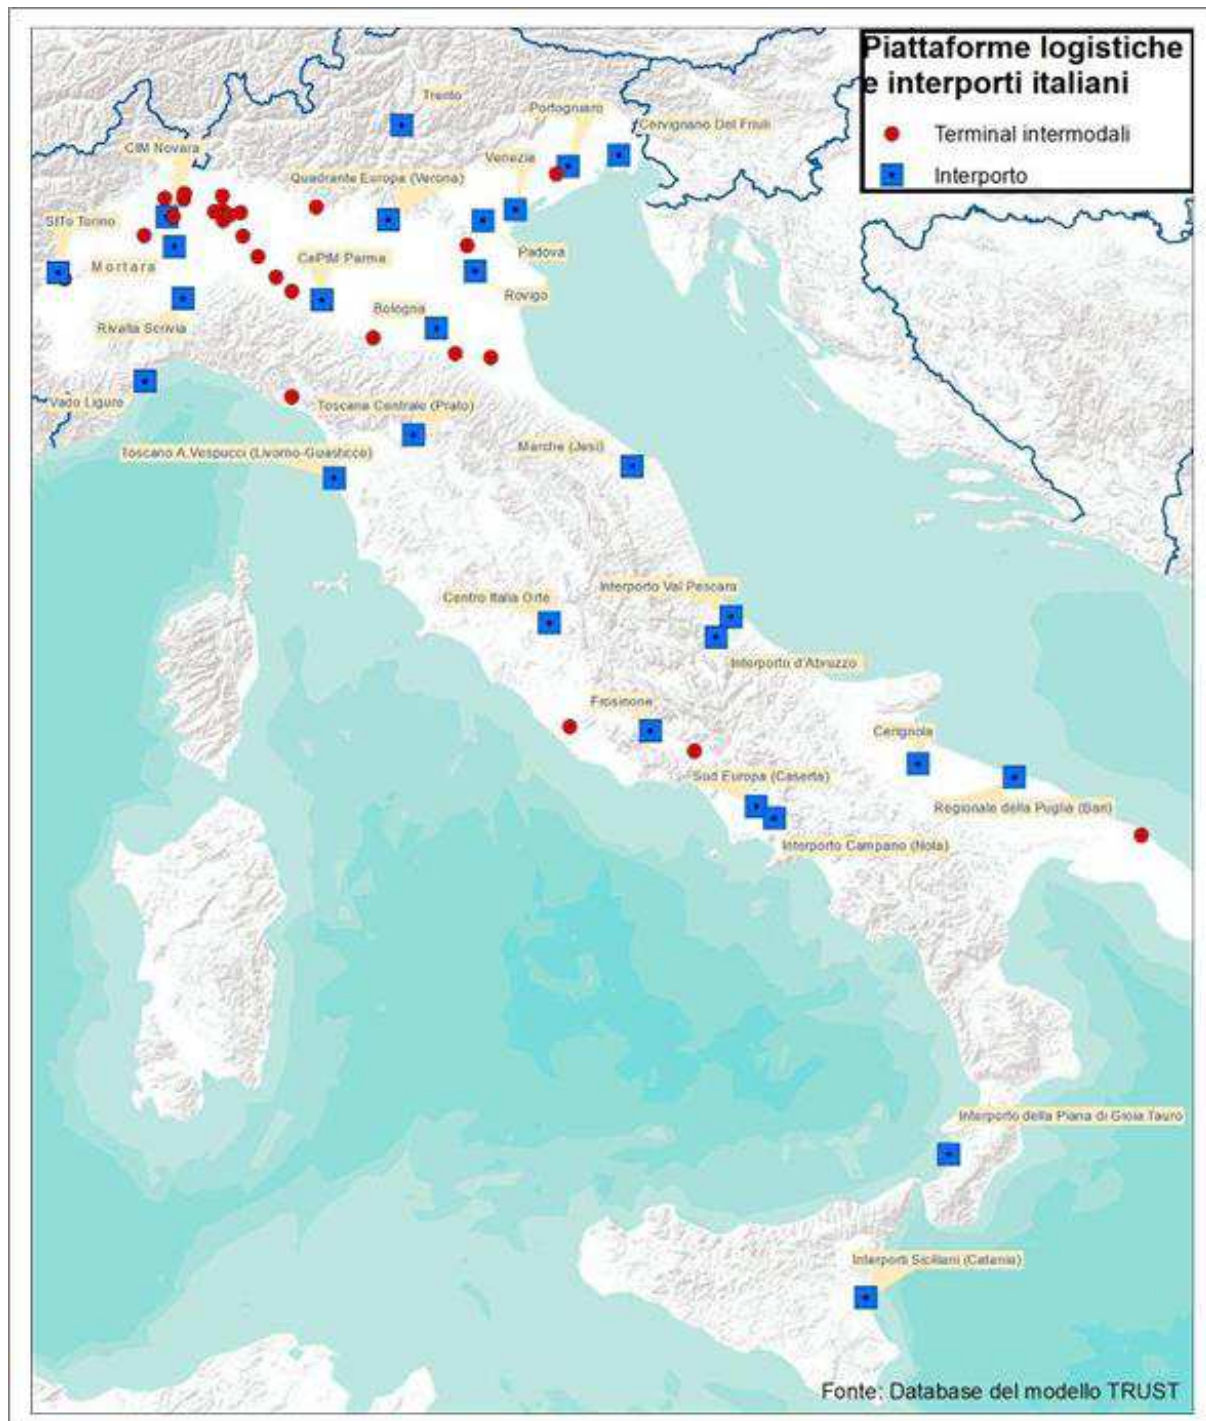 Piattaforme logistiche
e interporti italiani
Terminal intermodali
Interporto
Trento
Portogruaro
Cervignano Del Friuli
CIM Novara
Venezia
Quadrante Europa (Verona)
SITo Torino
Padova
CePIM Parma
Mortara
Rovigo
Bologna
Rivalta Scrivia
Vado Ligure
Toscana Centrale (Prato)
Marche (Jesi)
Toscano A.Vespucci (Livorno-Guasticce)
Interporto Val Pescara
Centro Italia Orte
Interporto d'Abruzzo
Frosinone
Cerignola
Sud Europa (Caserta)
Regionale della Puglia (Bari)
Interporto Campano (Nola)
Interporto della Piana di Gioia Tauro
Interporti Siciliani (Catania)
Fonte: Database del modello TRUST